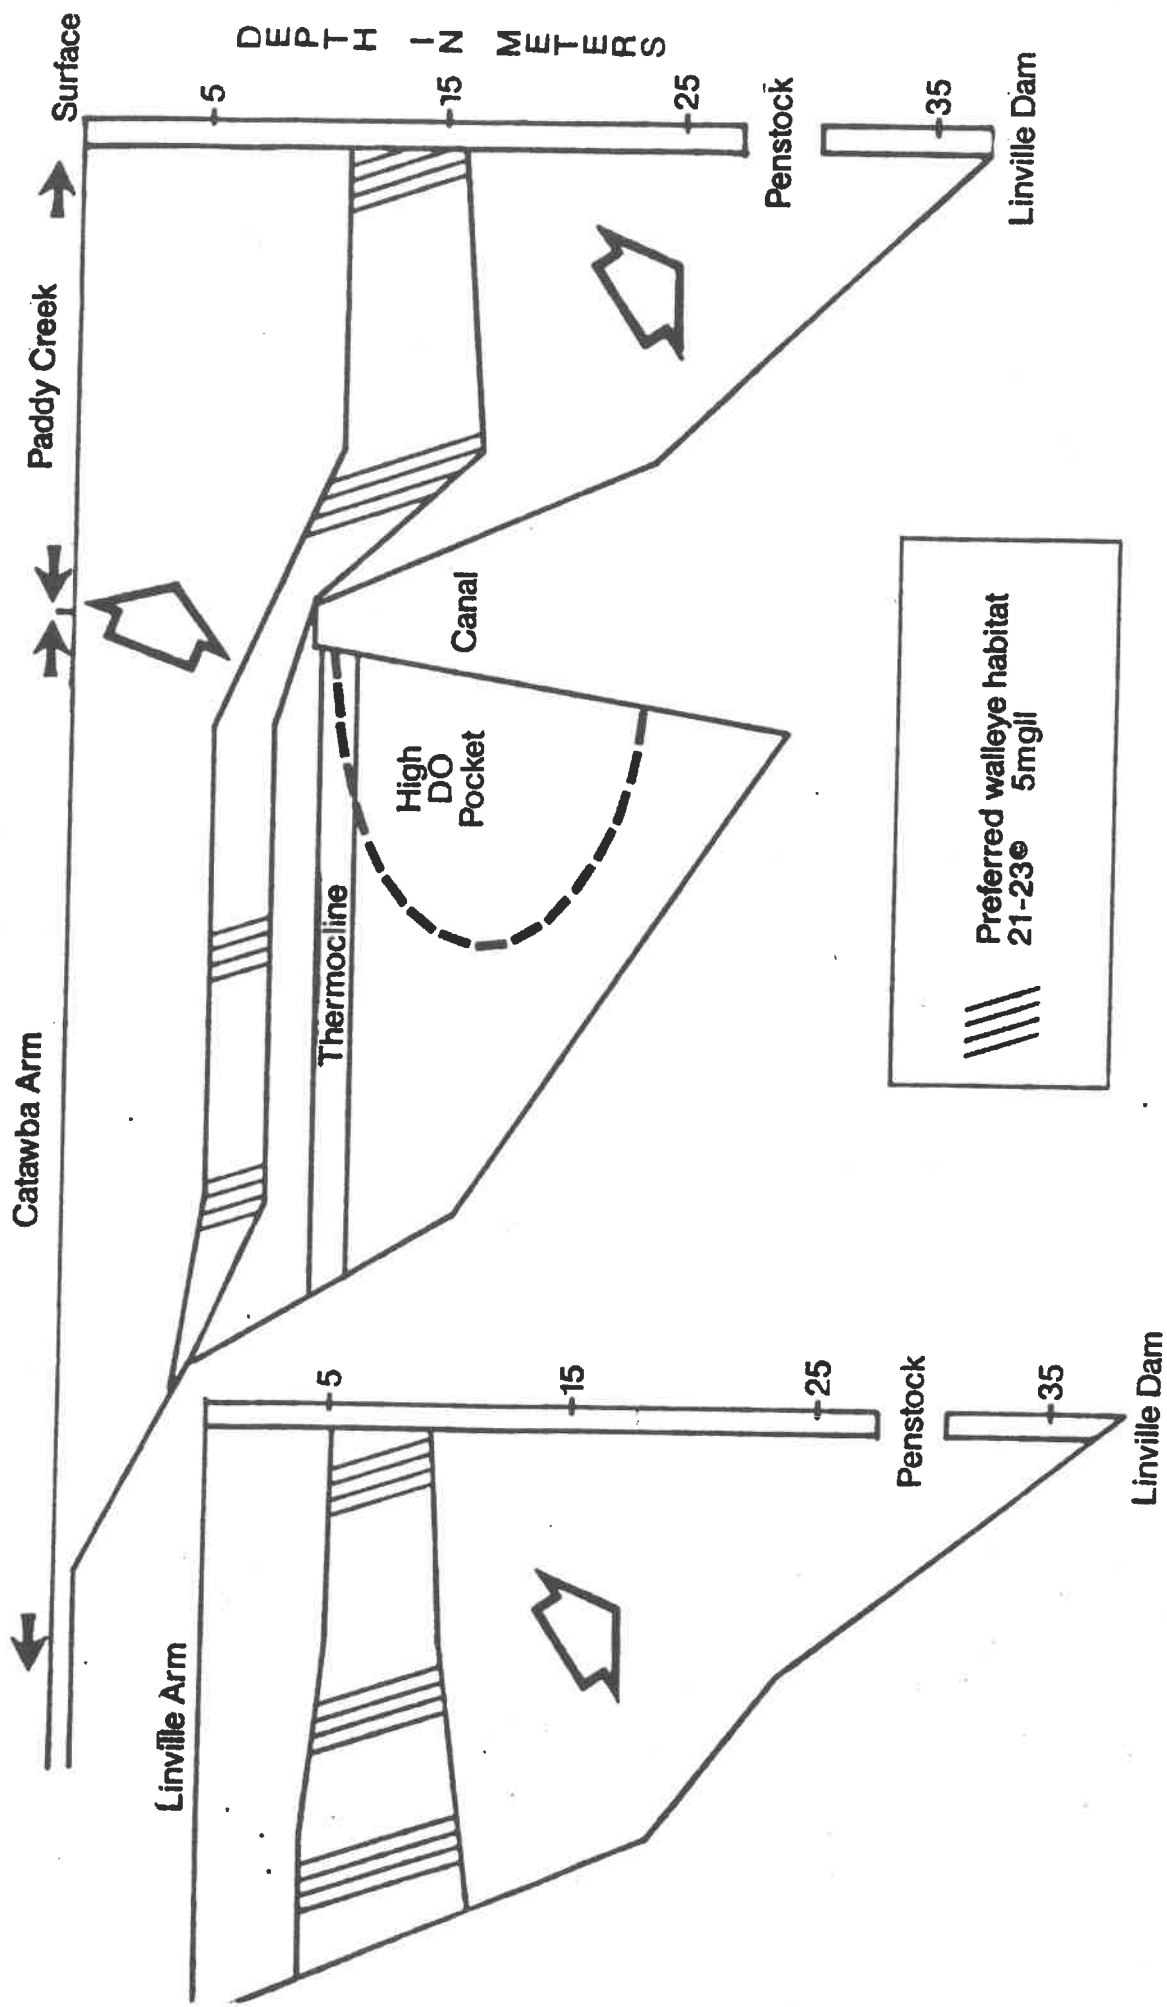 Catawba Arm
Paddy Creek
Surface
5
15
25
35
DEPTH IN METERS
Penstock
Linville Dam
Canal
High
DO
Pocket
Thermocline
Linville Arm
5
15
25
35
Penstock
Linville Dam
Preferred walleye habitat
21-23© 5mgll